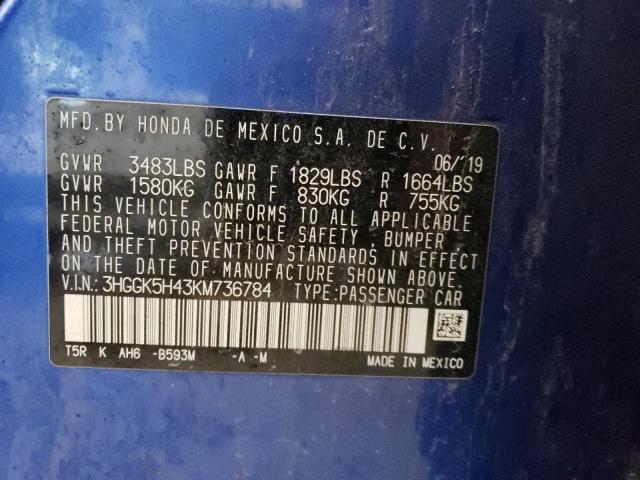 MFD.BY HONDA DE MEXICO S.A. DE C.V.
06/'19
GVWR 3483LBS GAWR F 1829LBS R 1664LBS
GVWR 1580KG GAWR F 830KG R 755KG
THIS VEHICLE CONFORMS TO ALL APPLICABLE
FEDERAL MOTOR VEHICLE SAFETY, BUMPER
AND THEFT PREVENTION STANDARDS IN EFFECT
ON THE DATE OF MANUFACTURE SHOWN ABOVE.
V.I.N.: 3HGGK5H43KM736784 TYPE:PASSENGER CAR
T5R K AH6 -B593M -A -M
MADE IN MEXICO